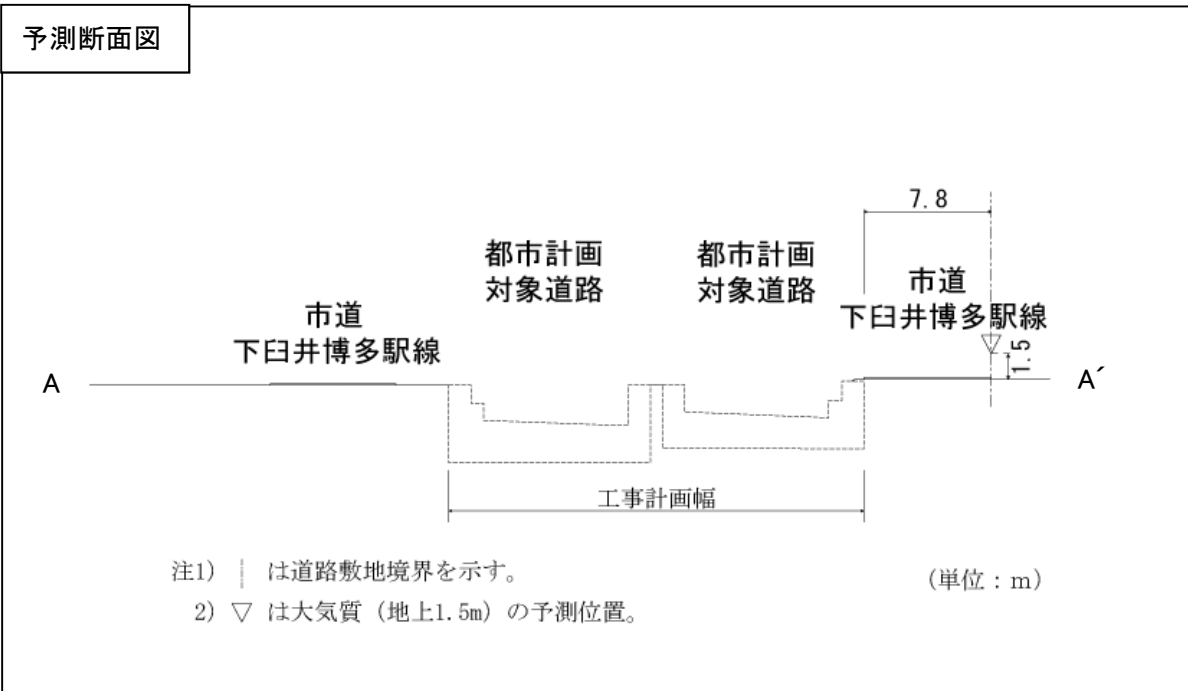 予測断面図
7.8
都市計画
対象道路
都市計画
対象道路
市道
下臼井博多駅線
市道
下臼井博多駅線
1.5
A
A´
工事計画幅
注1) は道路敷地境界を示す。
(単位：m)
2) ▽ は大気質（地上1.5m）の予測位置。